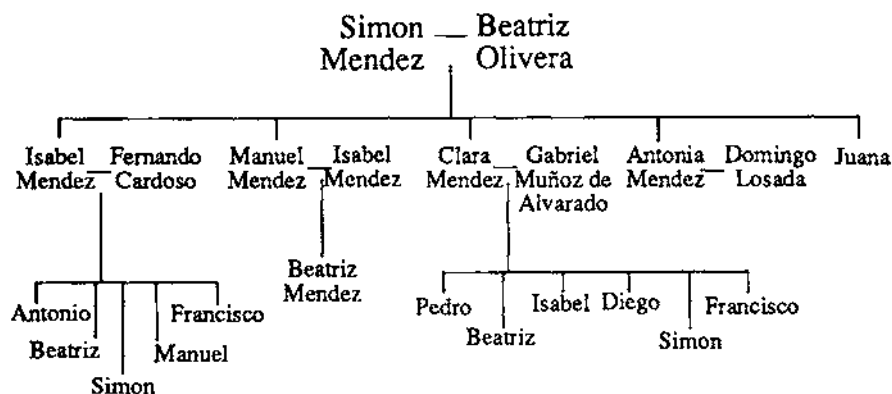 Simon — Beatriz
Mendez Olivera
Isabel Fernando Manuel Isabel Clara Gabriel Antonia Domingo Juana
Mendez — Cardoso Mendez — Mendez Mendez — Muñoz de Mendez — Losada
Alvarado
Beatriz
Mendez
Antonio Francisco Pedro Isabel Diego Francisco
Beatriz Manuel Beatriz Simon
Simon